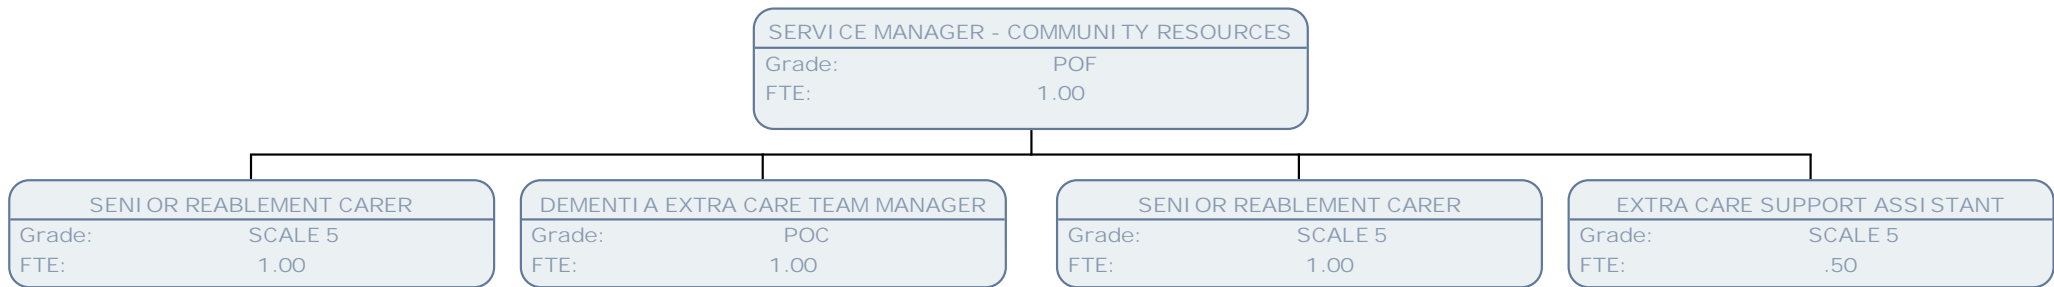 SERVICE MANAGER - COMMUNITY RESOURCES
Grade: POF
FTE: 1.00
SENIOR REABLEMENT CARER
Grade: SCALE 5
FTE: 1.00
DEMENTIA EXTRA CARE TEAM MANAGER
Grade: POC
FTE: 1.00
SENIOR REABLEMENT CARER
Grade: SCALE 5
FTE: 1.00
EXTRA CARE SUPPORT ASSISTANT
Grade: SCALE 5
FTE: .50